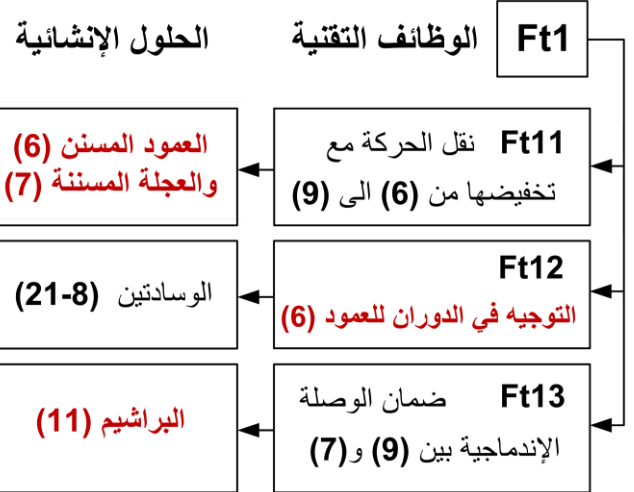 Ft1 الوظائف التقنية الحلول الإنشائية
Ft11 نقل الحركة مع
تخفيضها من (6) الى (9)
العمود المسنن (6)
والعجلة المسننة (7)
Ft12
التوجيه في الدوران للعمود (6)
الوسادتين (8-21)
Ft13 ضمان الوصلة
الإندماجية بين (9) و(7)
البراشيم (11)